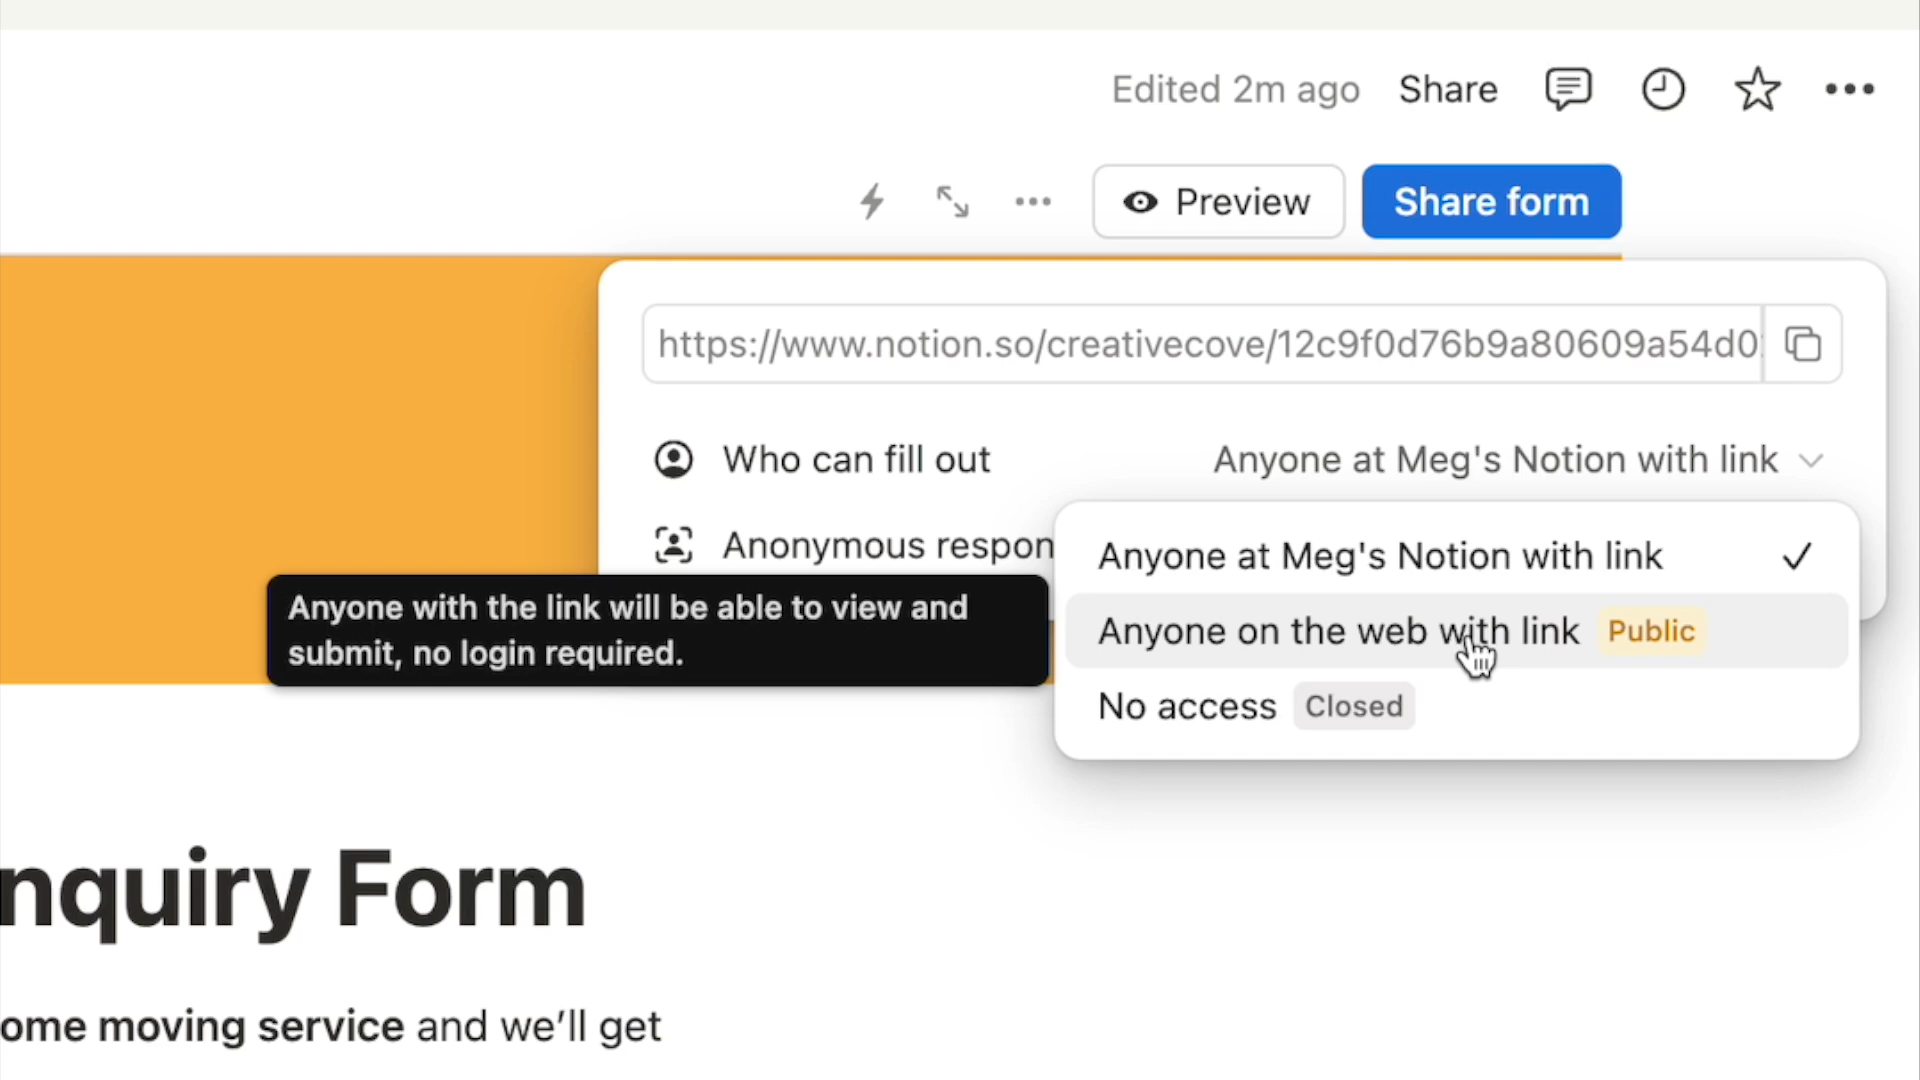 Edited 2m ago Share
Preview Share form
https://www.notion.so/creativecove/12c9f0d76b9a80609a54d0
Who can fill out Anyone at Meg's Notion with link
Anonymous respon
Anyone at Meg's Notion with link
Anyone with the link will be able to view and
submit, no login required.
Anyone on the web with link Public
No access Closed
nquiry Form
ome moving service and we’ll get